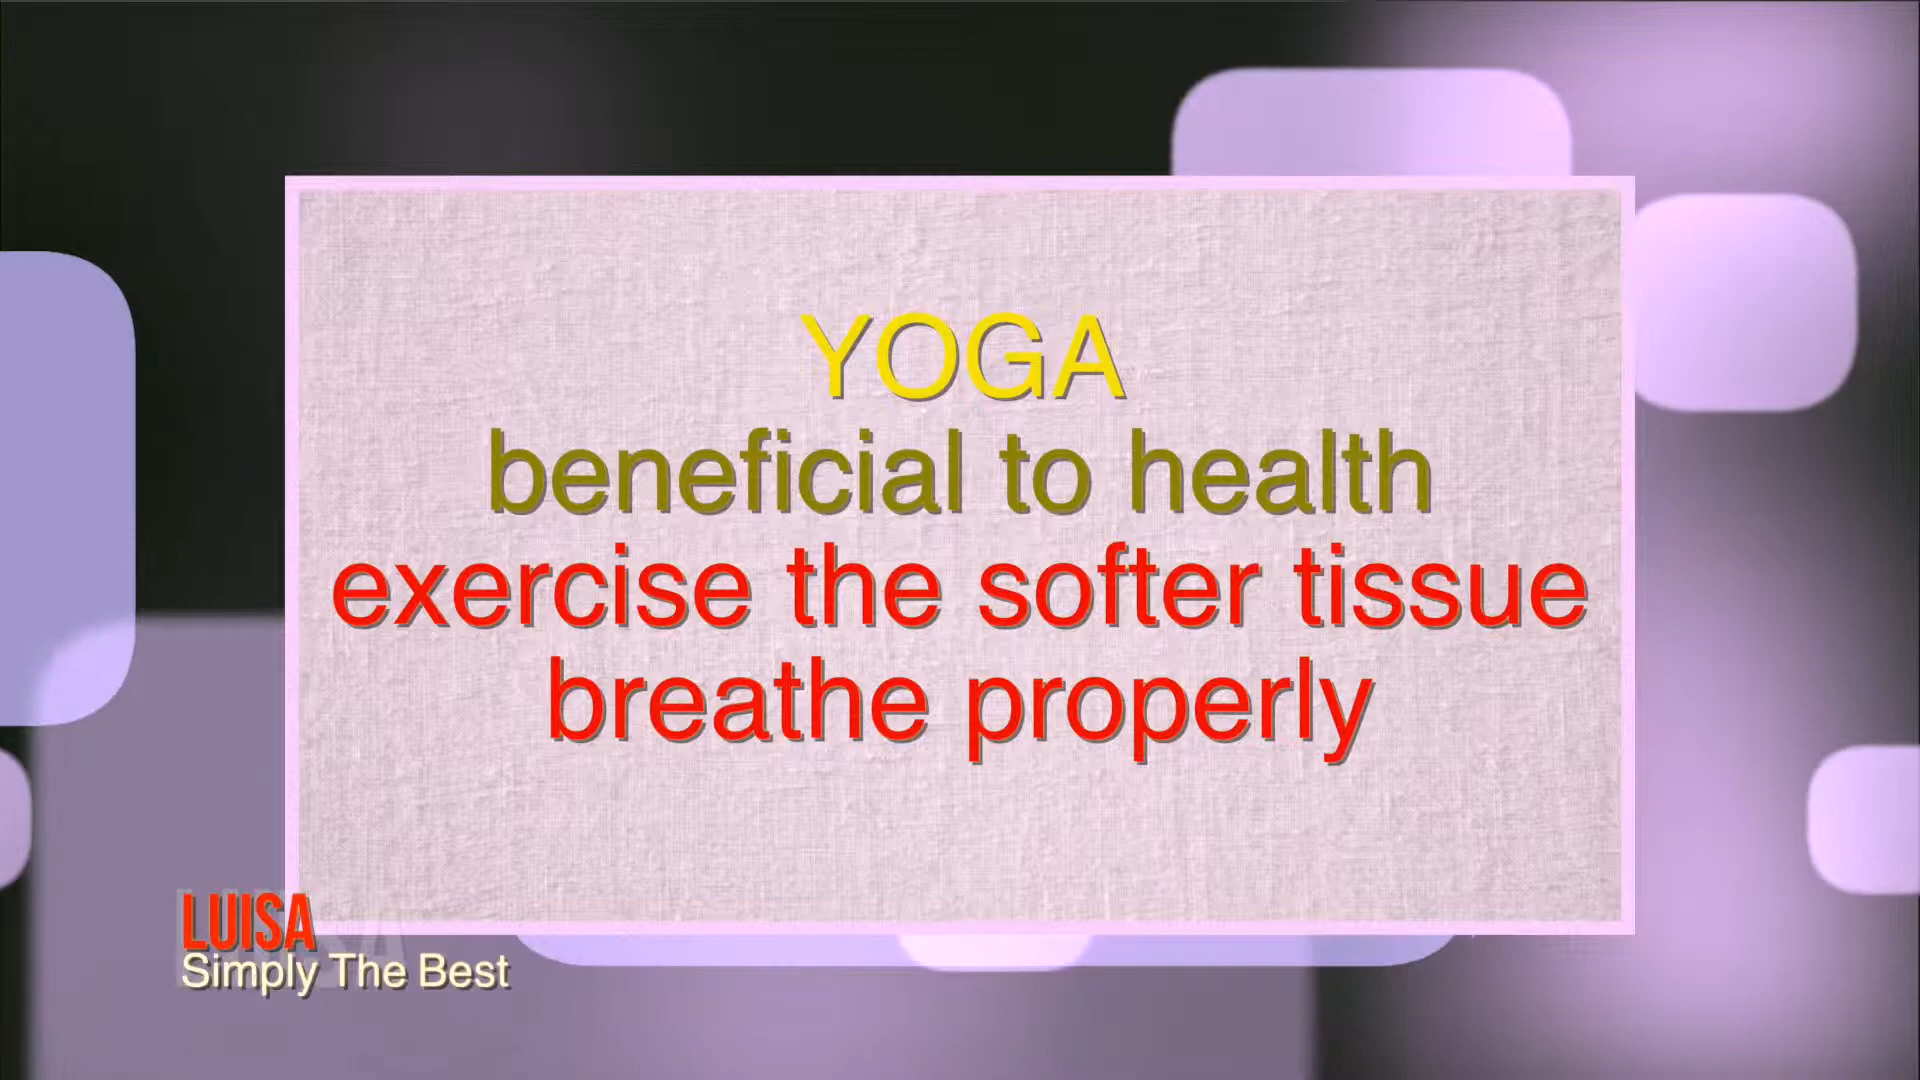 YOGA
beneficial to health
exercise the softer tissue
breathe properly
LUISA
Simply The Best